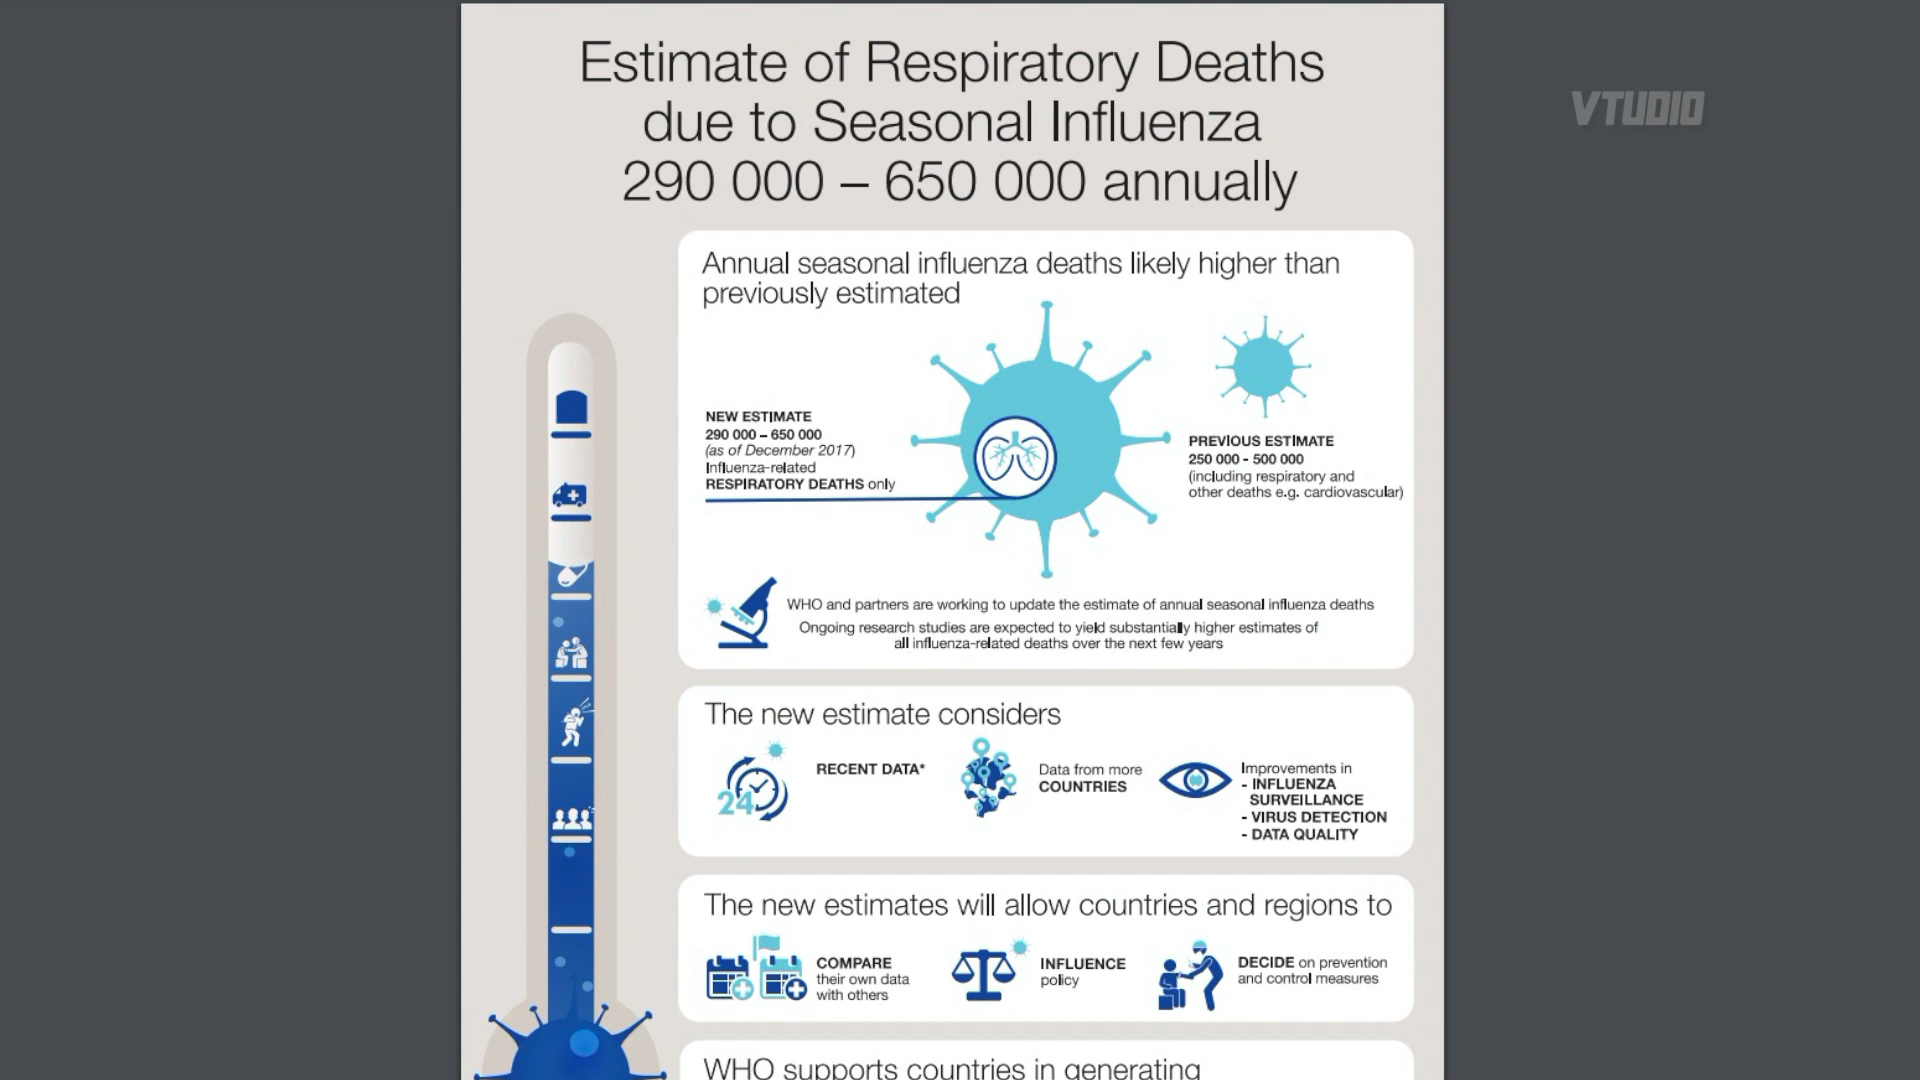 Estimate of Respiratory Deaths
due to Seasonal Influenza
290 000 – 650 000 annually
VTUDIO
Annual seasonal influenza deaths likely higher than
previously estimated
NEW ESTIMATE
290 000 – 650 000
(as of December 2017)
Influenza-related
RESPIRATORY DEATHS only
PREVIOUS ESTIMATE
250 000 - 500 000
(including respiratory and
other deaths e.g. cardiovascular)
WHO and partners are working to update the estimate of annual seasonal influenza deaths
Ongoing research studies are expected to yield substantially higher estimates of
all influenza-related deaths over the next few years
The new estimate considers
24
RECENT DATA*
Data from more
COUNTRIES
Improvements in
- INFLUENZA
SURVEILLANCE
- VIRUS DETECTION
- DATA QUALITY
The new estimates will allow countries and regions to
COMPARE
their own data
with others
INFLUENCE
policy
DECIDE on prevention
and control measures
WHO supports countries in generating